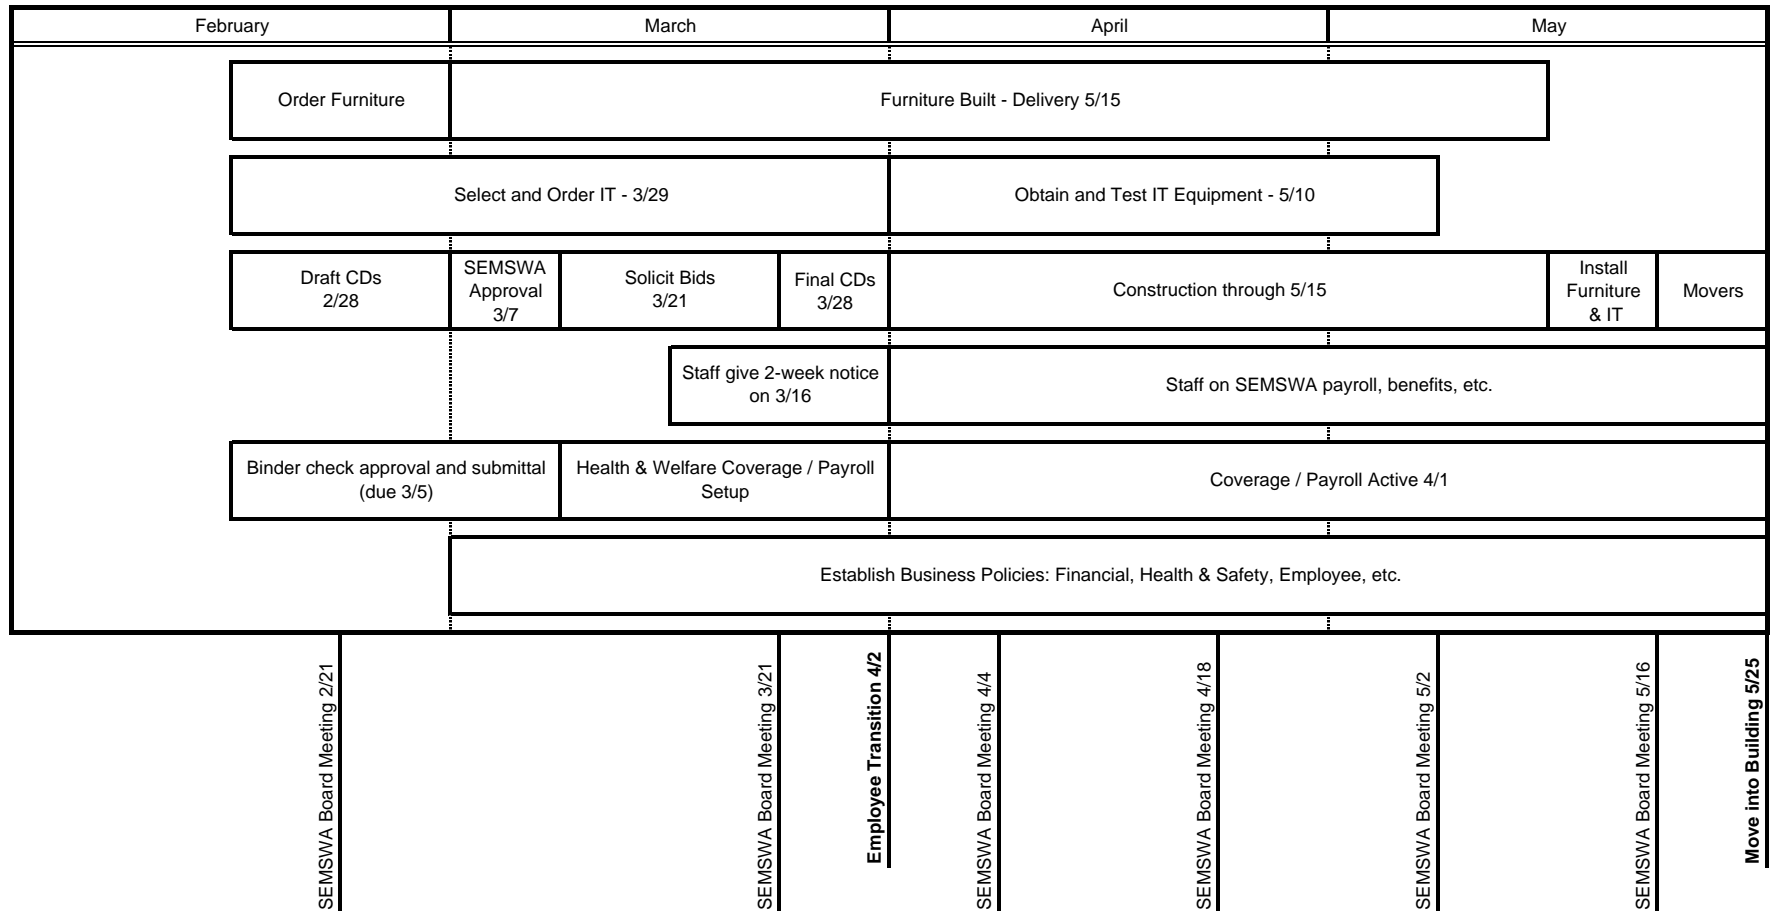 February
March
April
May
Order Furniture
Furniture Built - Delivery 5/15
Select and Order IT - 3/29
Obtain and Test IT Equipment - 5/10
Draft CDs
2/28
SEMSWA
Approval
3/7
Solicit Bids
3/21
Final CDs
3/28
Construction through 5/15
Install
Furniture
& IT
Movers
Staff give 2-week notice
on 3/16
Staff on SEMSWA payroll, benefits, etc.
Binder check approval and submittal
(due 3/5)
Health & Welfare Coverage / Payroll
Setup
Coverage / Payroll Active 4/1
Establish Business Policies: Financial, Health & Safety, Employee, etc.
SEMSWA Board Meeting 2/21
SEMSWA Board Meeting 3/21
Employee Transition 4/2
SEMSWA Board Meeting 4/4
SEMSWA Board Meeting 4/18
SEMSWA Board Meeting 5/2
SEMSWA Board Meeting 5/16
Move into Building 5/25